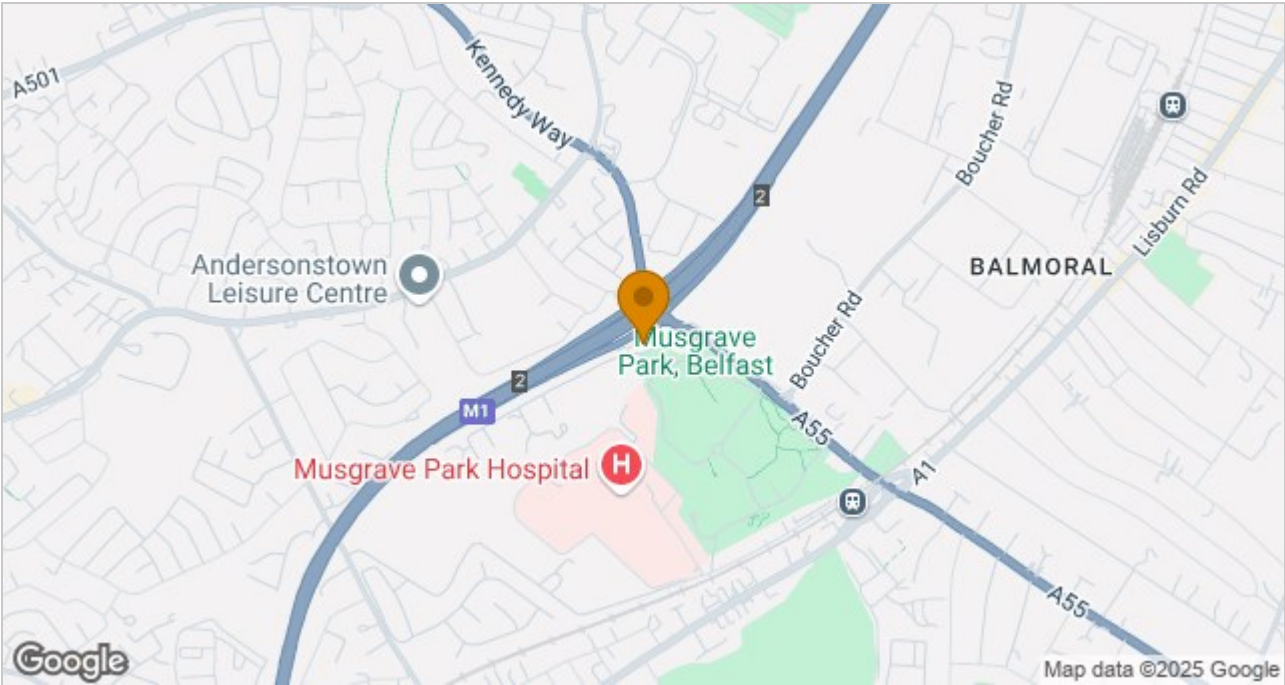 A501
Kennedy Way
Boucher Rd
2
Lisburn Rd
BALMORAL
Andersonstown
Leisure Centre
Boucher Rd
Musgrave
Park, Belfast
2
M1
A55
Musgrave Park Hospital
H
A1
A55
Google
Map data ©2025 Google